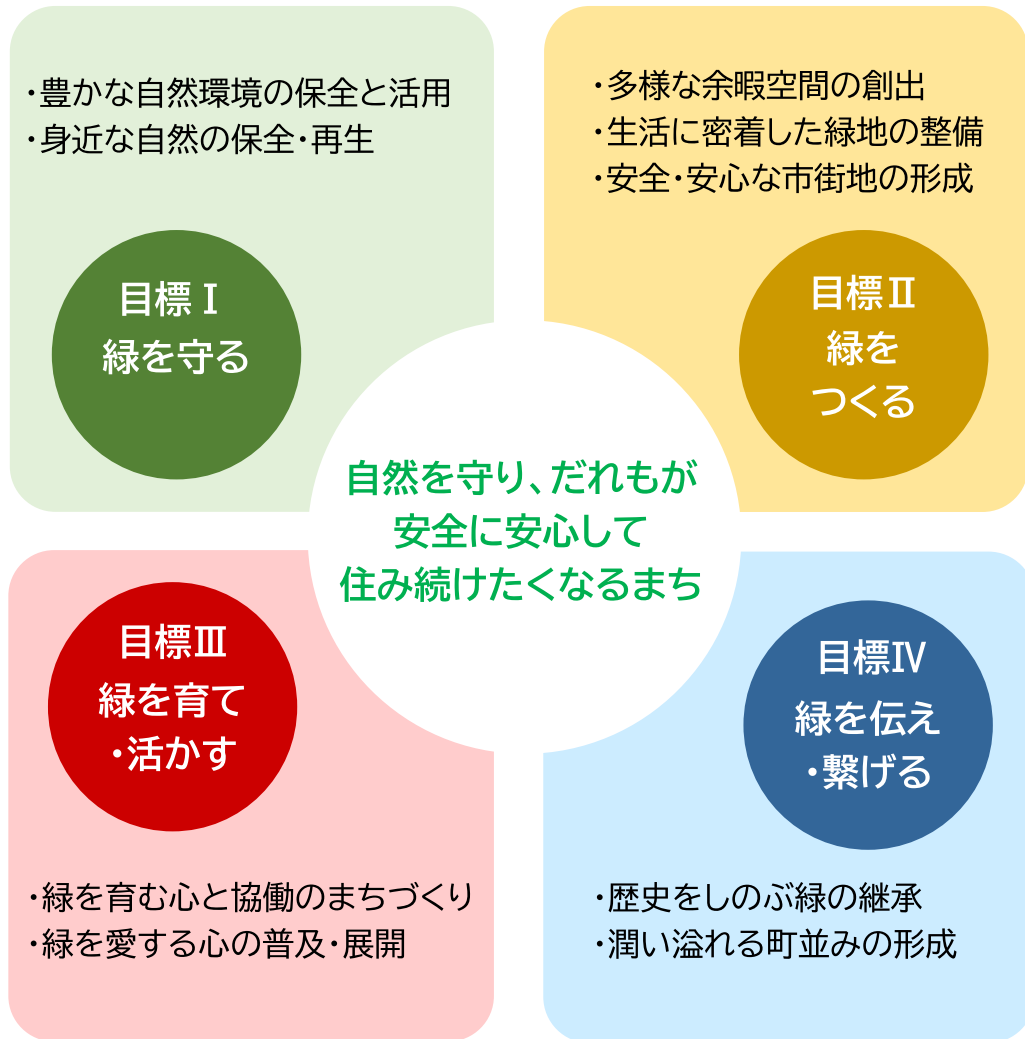 ・豊かな自然環境の保全と活用
・身近な自然の保全・再生
目標Ⅰ
緑を守る
・多様な余暇空間の創出
・生活に密着した緑地の整備
・安全・安心な市街地の形成
目標Ⅱ
緑を
つくる
自然を守り、だれもが
安全に安心して
住み続けたくなるまち
目標Ⅲ
緑を育て
・活かす
・緑を育む心と協働のまちづくり
・緑を愛する心の普及・展開
目標Ⅳ
緑を伝え
・繋げる
・歴史をしのぶ緑の継承
・潤い溢れる町並みの形成